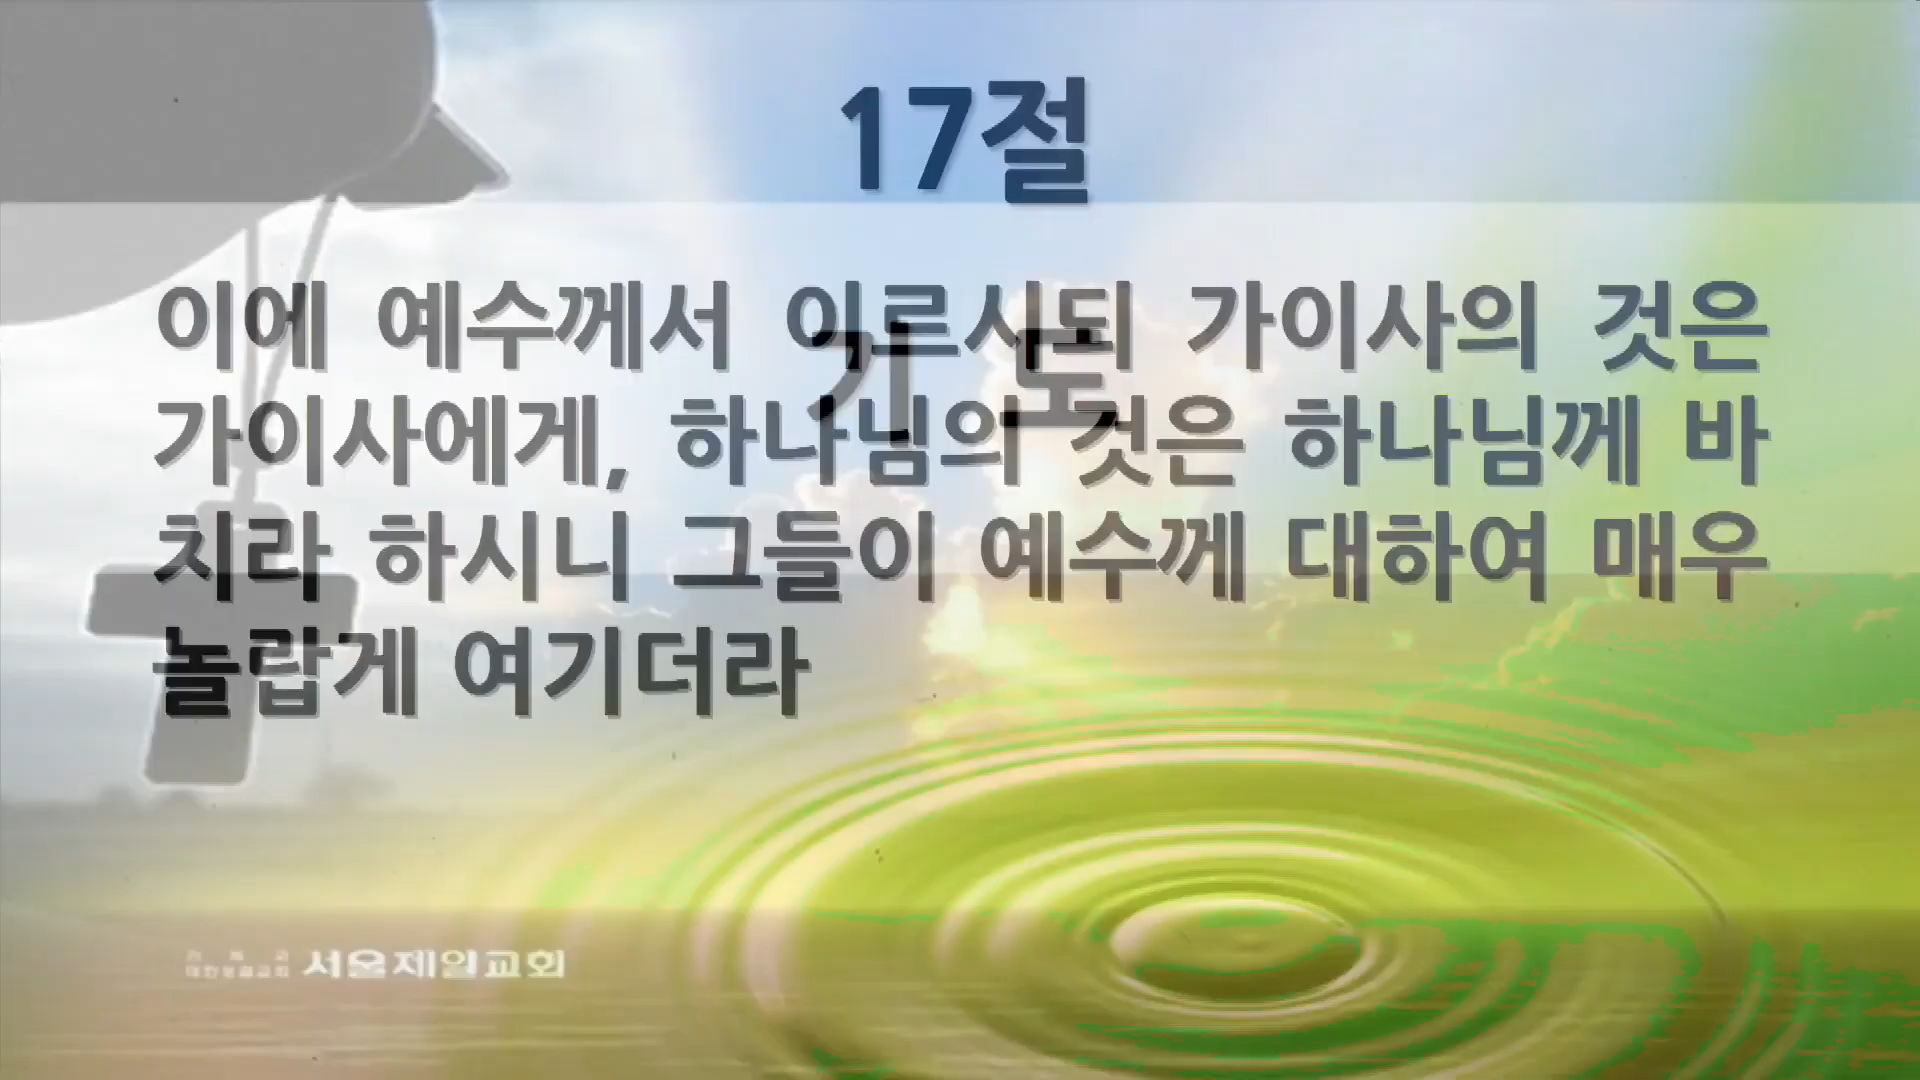 17절
이에 예수께서 이르시되 가이사의 것은
기 도
가이사에게, 하나님의 것은 하나님께 바
치라 하시니 그들이 예수께 대하여 매우
놀랍게 여기더라
서울제일교회